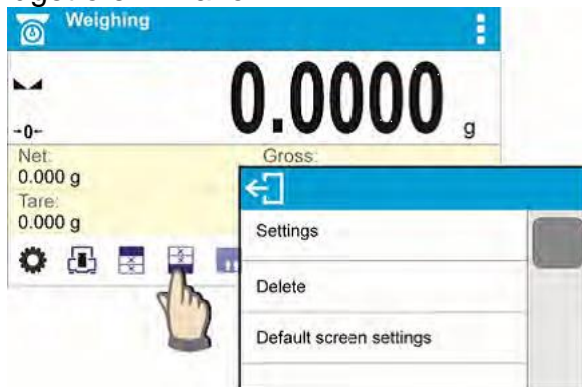 Weighing
0.0000 g
-0-
Net:
0.000 g
Gross:
Tare:
0.000 g
Settings
Delete
Default screen settings